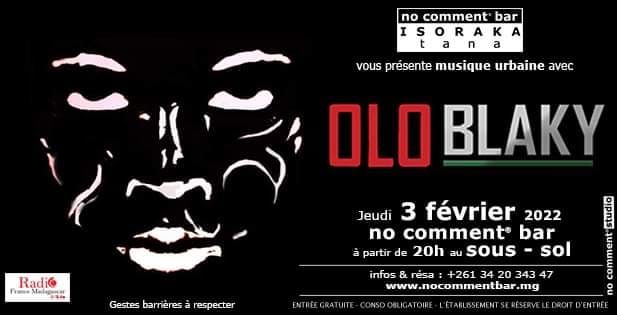 no comment® bar
ISORAKA
tana
vous présente musique urbaine avec
OLO BLAKY
Jeudi 3 février 2022
no comment® bar
à partir de 20h au sous - sol
infos & résa : +261 34 20 343 47
www.nocommentbar.mg
no comment® studio
Radio
France Madagascar
Gestes barrières à respecter
ENTRÉE GRATUITE - CONSO OBLIGATOIRE - L'ÉTABLISSEMENT SE RÉSERVE LE DROIT D'ENTRÉE